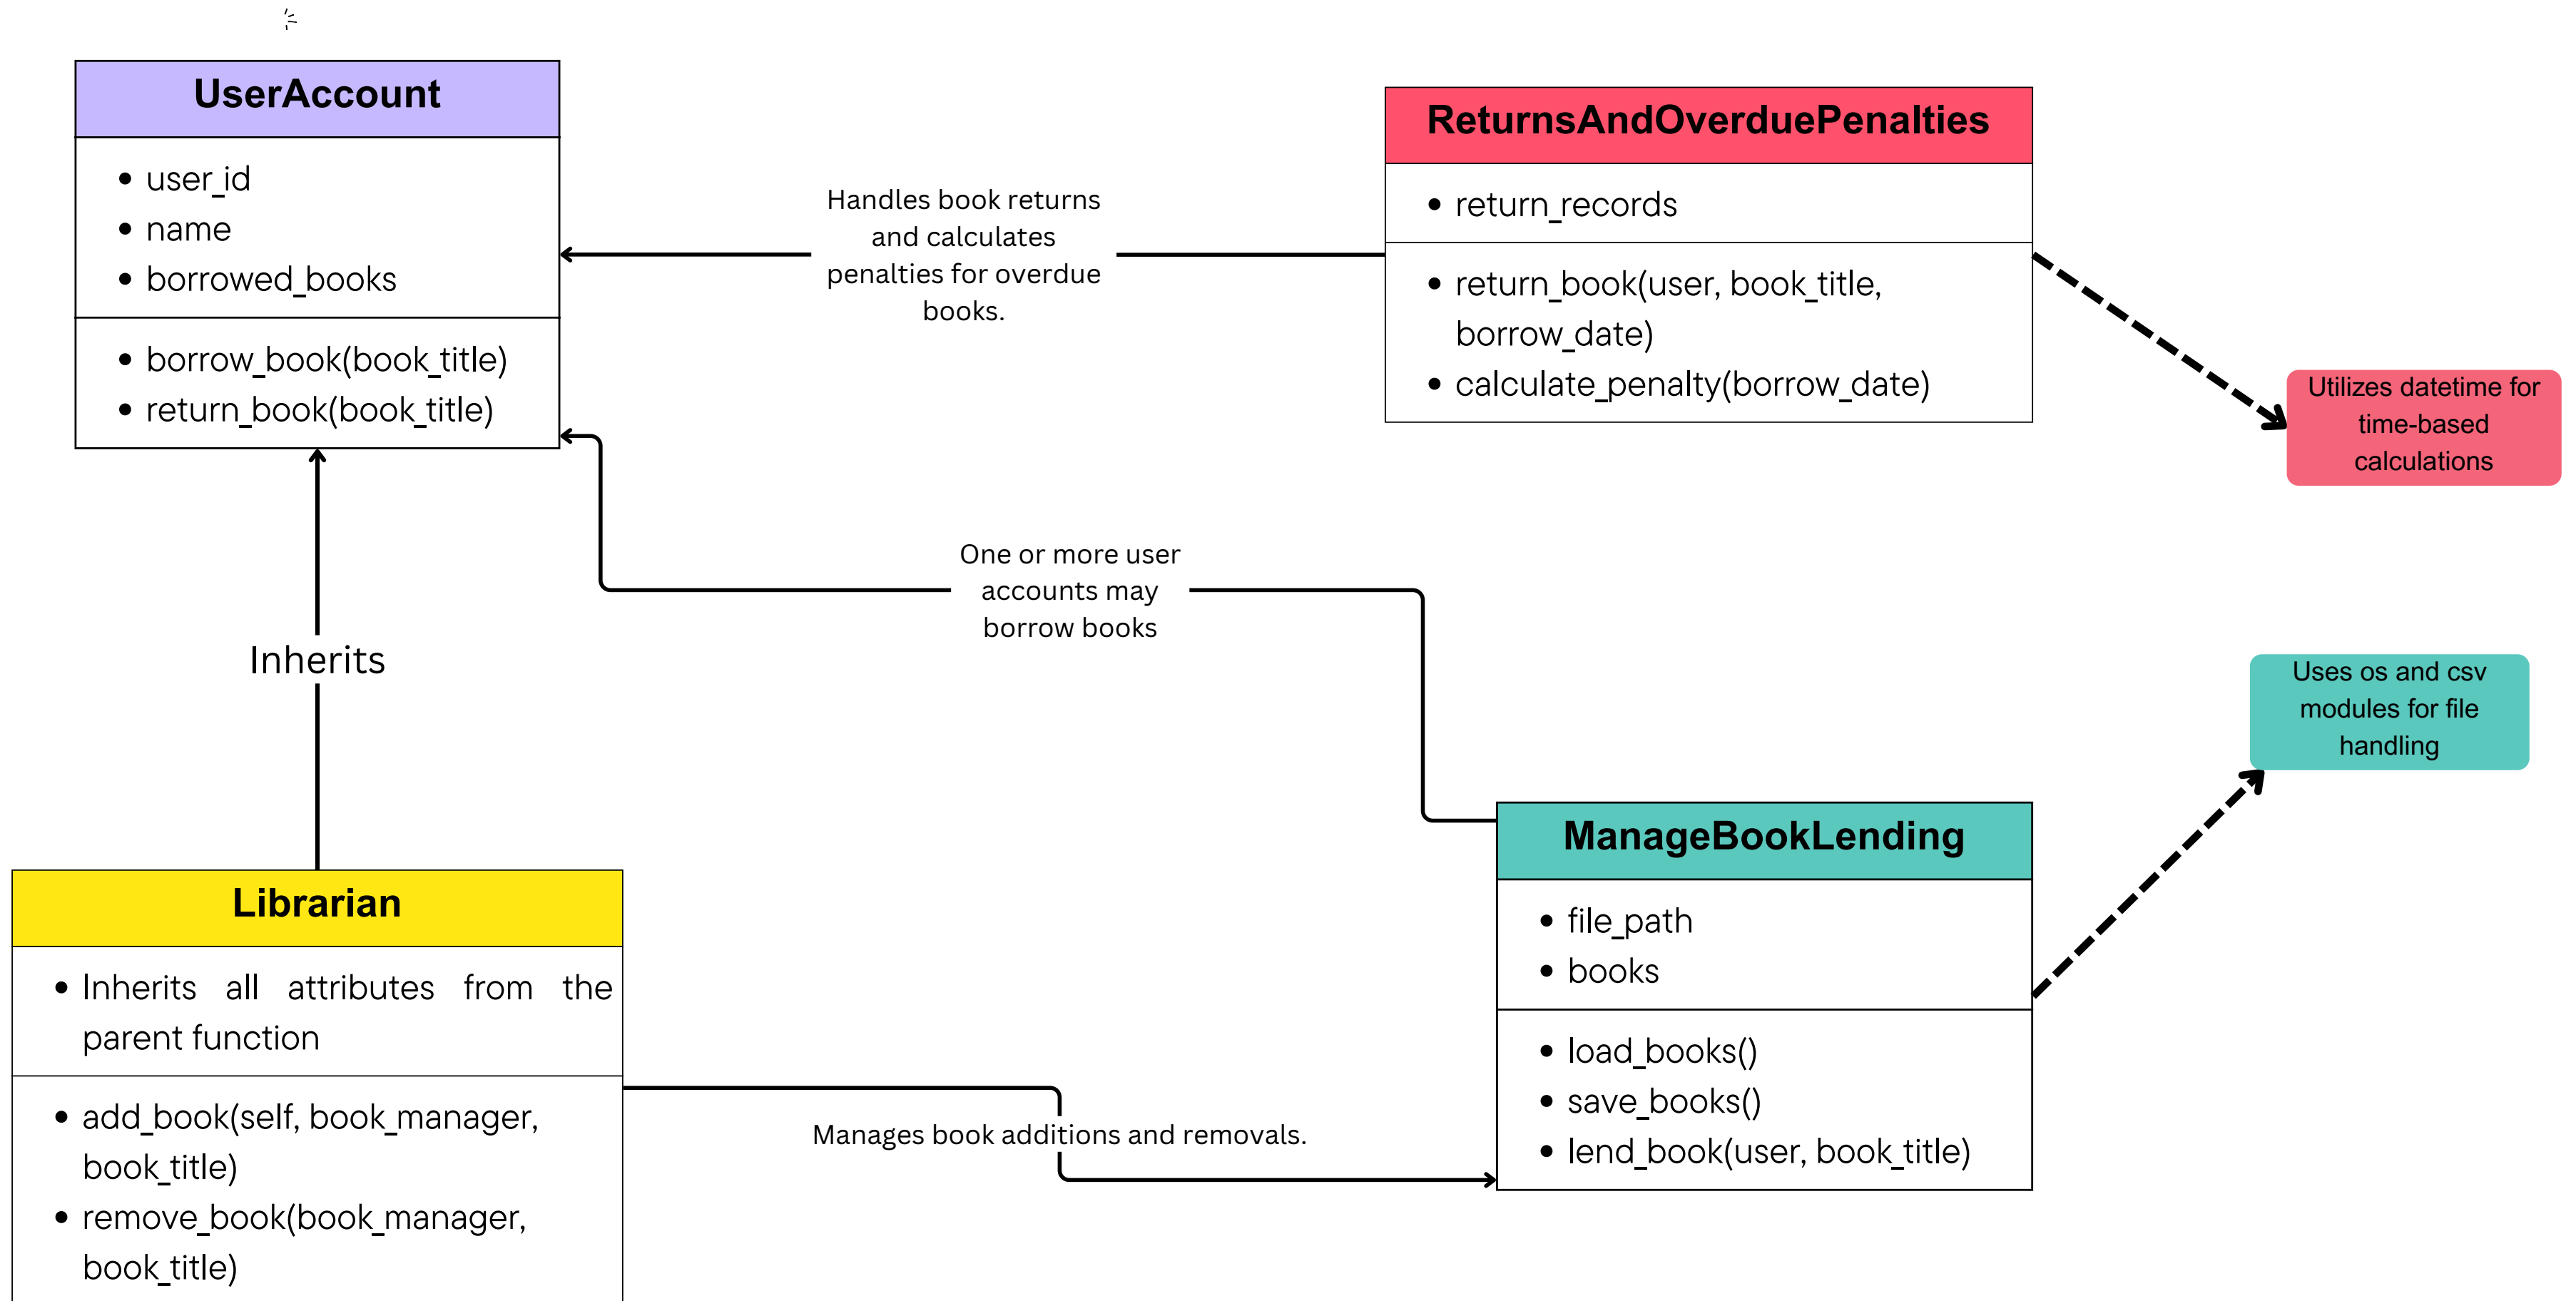 UserAccount
• user_id
• name
• borrowed_books
• borrow_book(book_title)
• return_book(book_title)
Handles book returns
and calculates
penalties for overdue
books.
ReturnsAndOverduePenalties
• return_records
• return_book(user, book_title,
borrow_date)
• calculate_penalty(borrow_date)
Utilizes datetime for
time-based
calculations
One or more user
accounts may
borrow books
Inherits
Uses os and csv
modules for file
handling
Librarian
• Inherits all attributes from the
parent function
• add_book(self, book_manager,
book_title)
• remove_book(book_manager,
book_title)
Manages book additions and removals.
ManageBookLending
• file_path
• books
• load_books()
• save_books()
• lend_book(user, book_title)